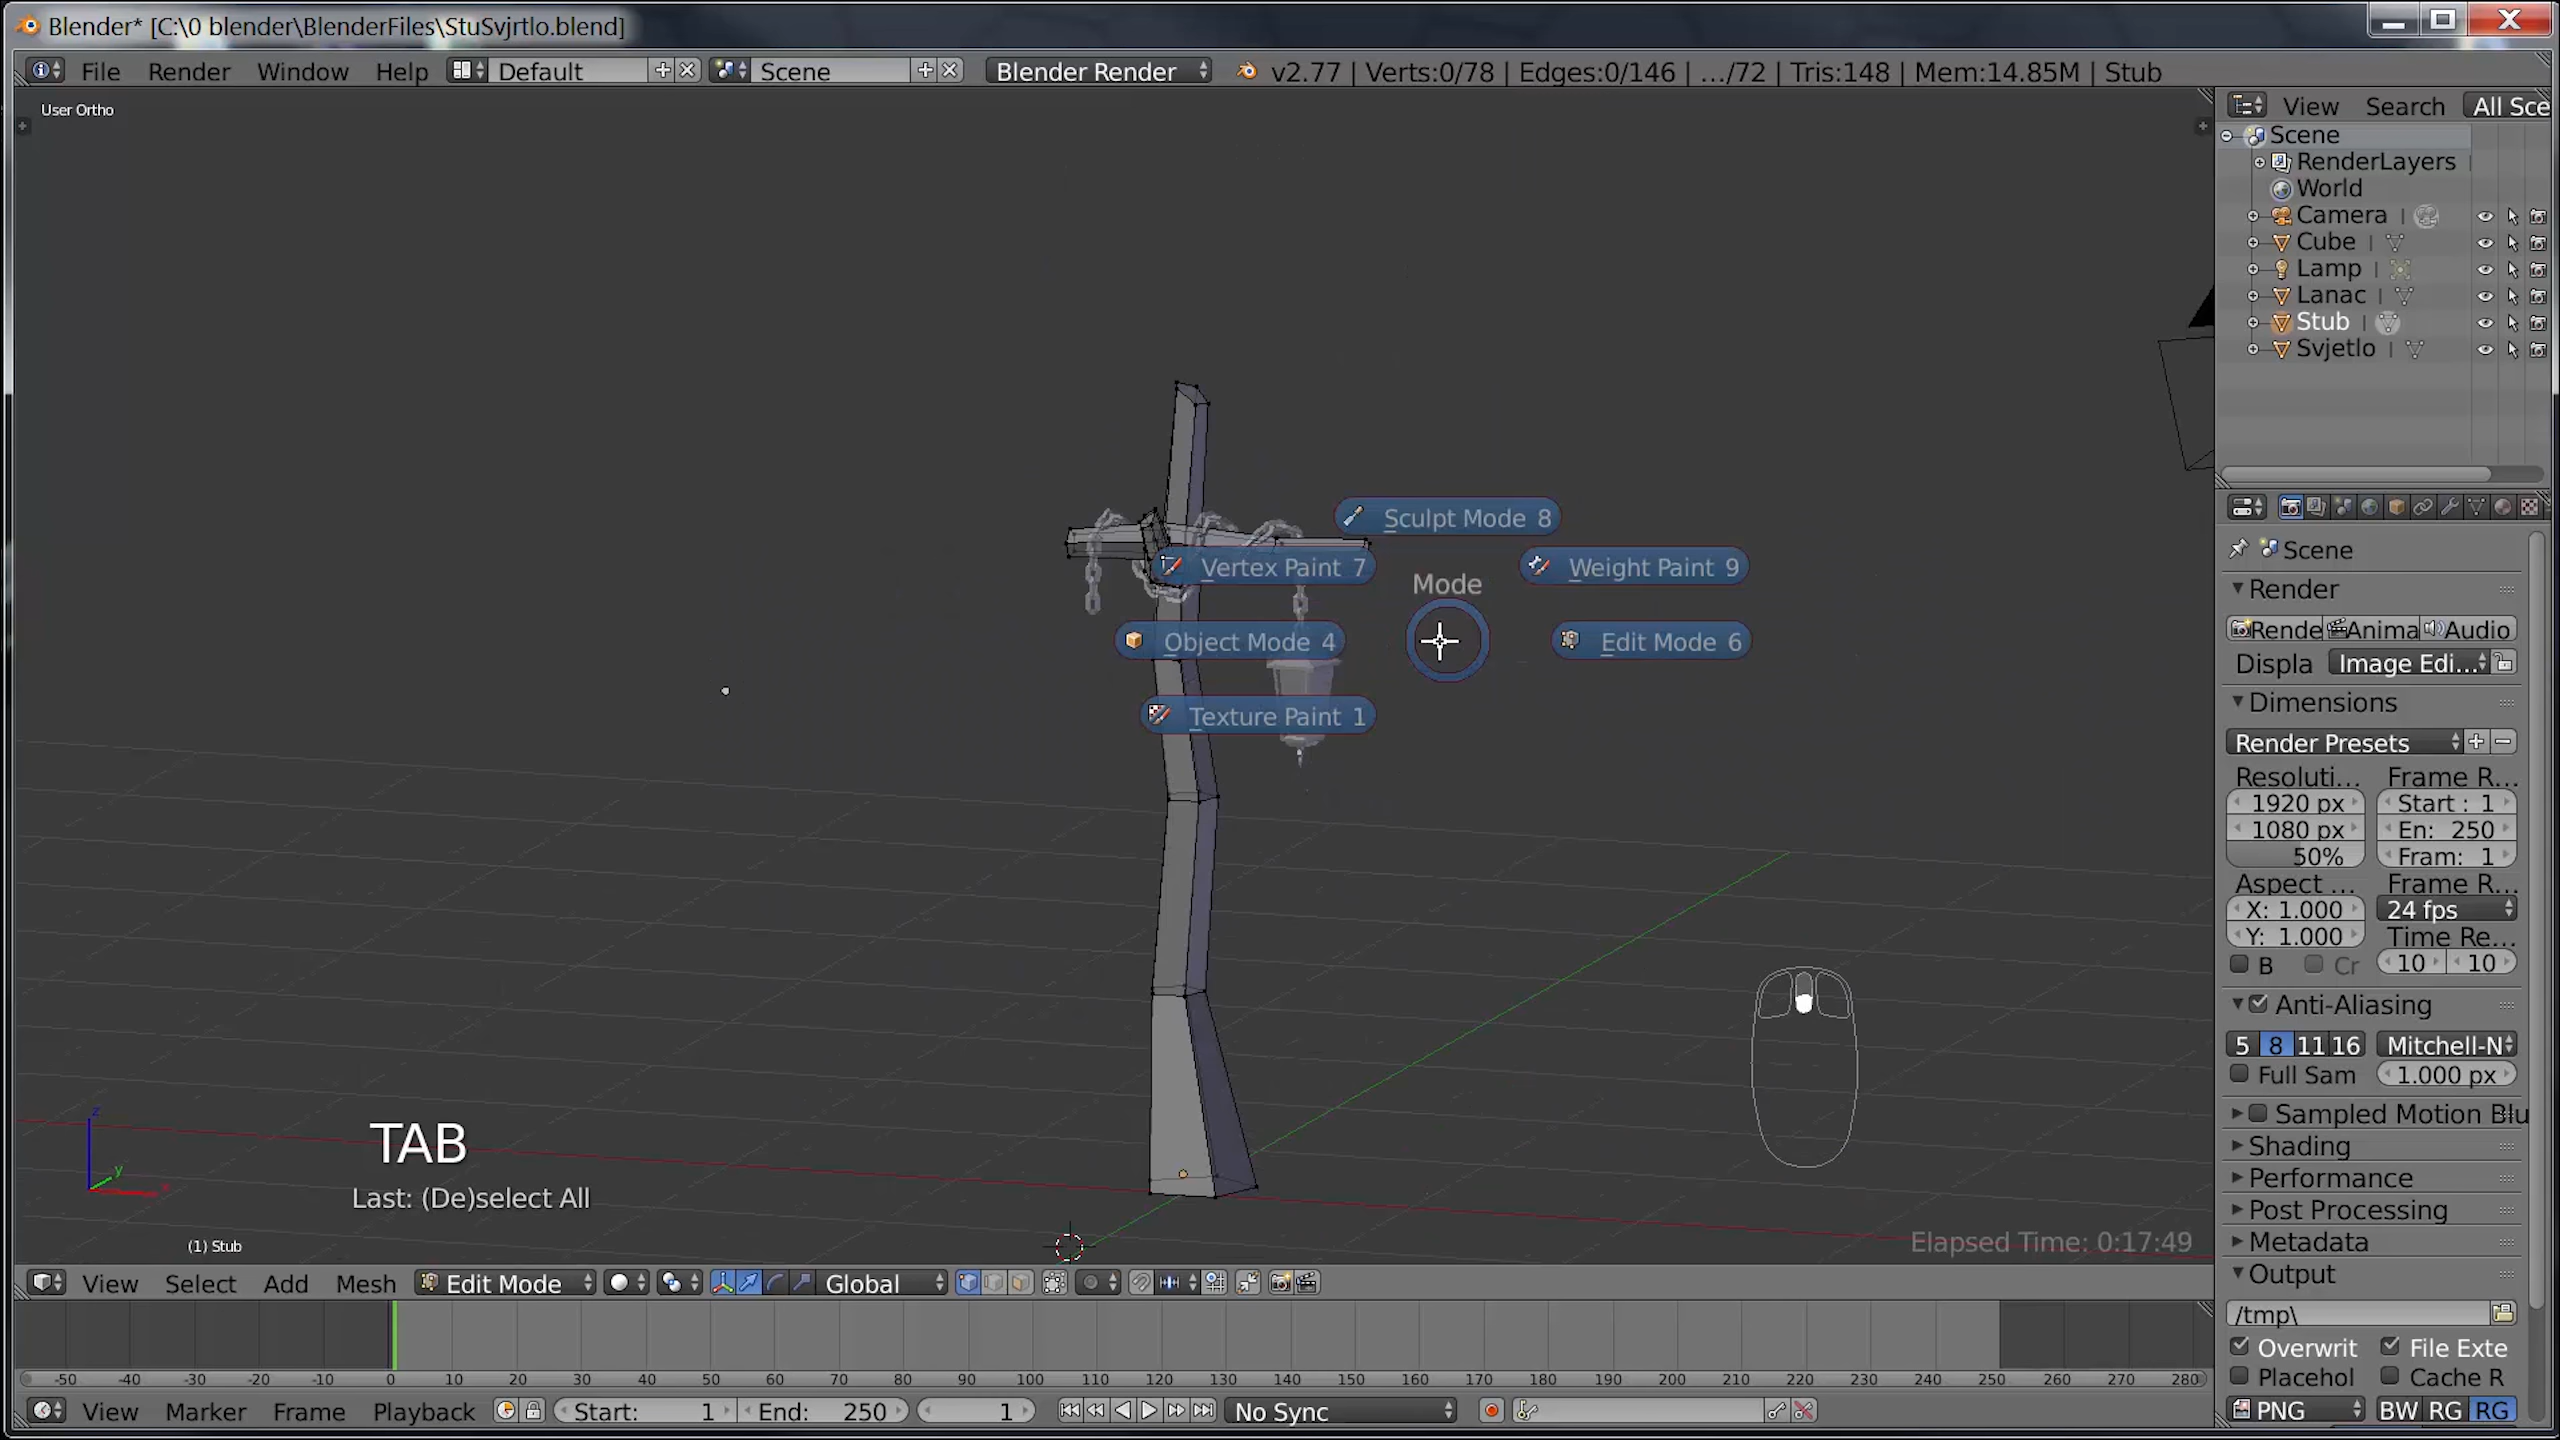 Blender* [C:\0 blender\BlenderFiles\StuSvjrtlo.blend]
File Render Window Help Default Scene Blender Render v2.77 | Verts:0/78 | Edges:0/146 | .../72 | Tris:148 | Mem:14.85M | Stub
User Ortho
View Search All Sce
Scene
RenderLayers
World
Camera
Cube
Lamp
Lanac
Stub
Svjetlo
Sculpt Mode 8
Vertex Paint 7
Weight Paint 9
Mode
Object Mode 4
Edit Mode 6
Texture Paint 1
Scene
Render
Rende Anima Audio
Displa Image Edi...
Dimensions
Render Presets
Resoluti... Frame R...
1920 px Start : 1
1080 px En: 250
50% Fram: 1
Aspect ... Frame R...
X: 1.000 24 fps
Y: 1.000 Time Re...
B Cr 10 10
Anti-Aliasing
5 8 11 16 Mitchell-N
Full Sam 1.000 px
Sampled Motion Blu
Shading
Performance
Post Processing
Metadata
Output
/tmp\
Overwrit File Exte
Placehol Cache R
PNG BW RG RG
z
y
x
TAB
Last: (De)select All
(1) Stub
Elapsed Time: 0:17:49
View Select Add Mesh Edit Mode Global
-50 -40 -30 -20 -10 0 10 20 30 40 50 60 70 80 90 100 110 120 130 140 150 160 170 180 190 200 210 220 230 240 250 260 270 280
View Marker Frame Playback Start: 1 End: 250 1 No Sync